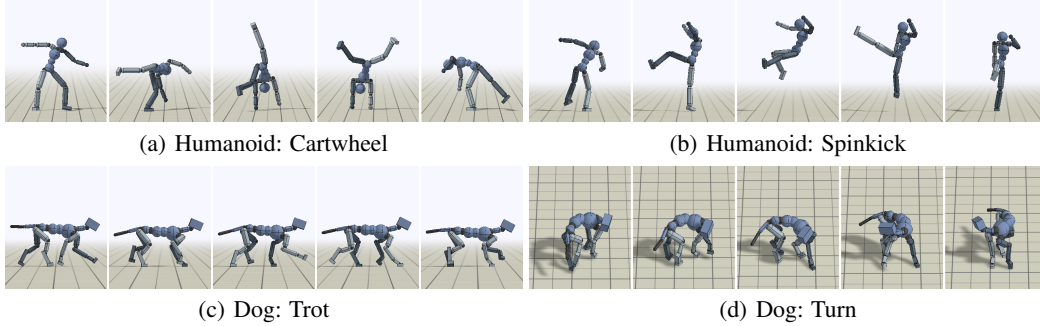 (a) Humanoid: Cartwheel
(b) Humanoid: Spinkick
(c) Dog: Trot
(d) Dog: Turn